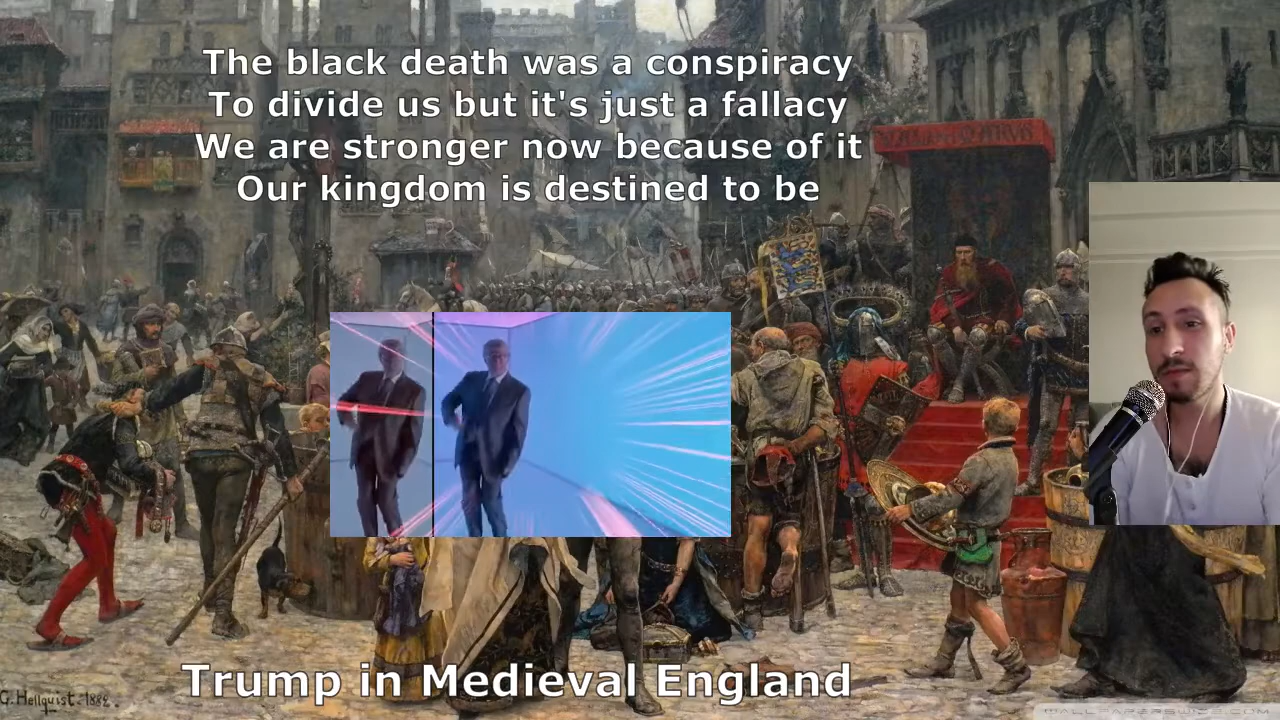 The black death was a conspiracy
To divide us but it's just a fallacy
We are stronger now because of it
Our kingdom is destined to be
Trump in Medieval England
G. Hellquist. 1882.